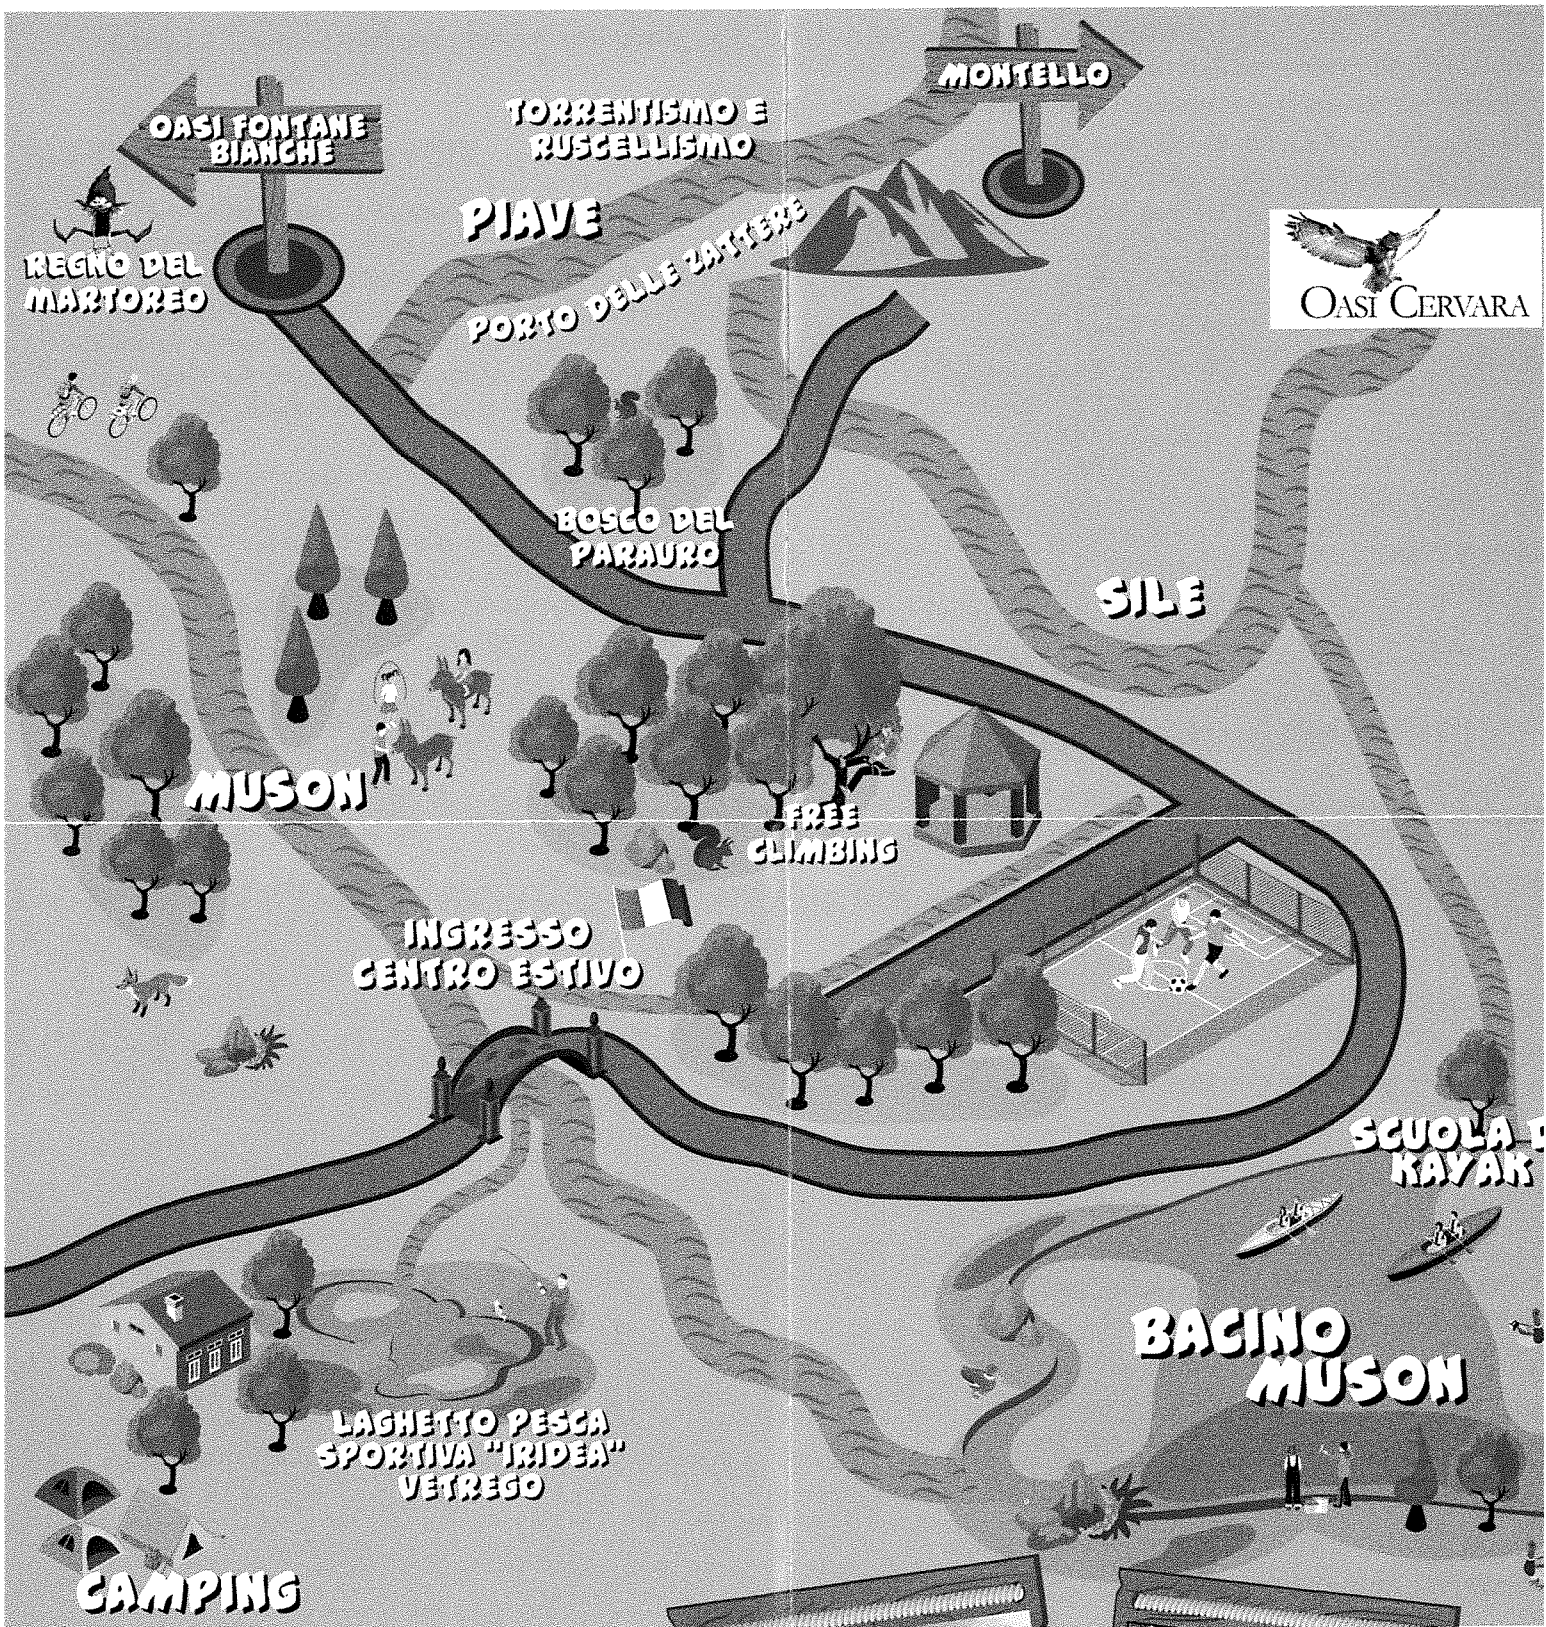 MONTELLO
OASI FONTANE
BIANCHE
TORRENTISMO E
RUSCELLISMO
PIAVE
PORTO DELLE ZATTERE
REGNO DEL
MARTOREO
OASI CERVARA
BOSCO DEL
PARAURO
SILE
MUSON
FREE
CLIMBING
INGRESSO
CENTRO ESTIVO
SCUOLA D
KAYAK
BACINO
MUSON
LAGHETTO PESCA
SPORTIVA "IRIDEA"
VETREGO
CAMPING